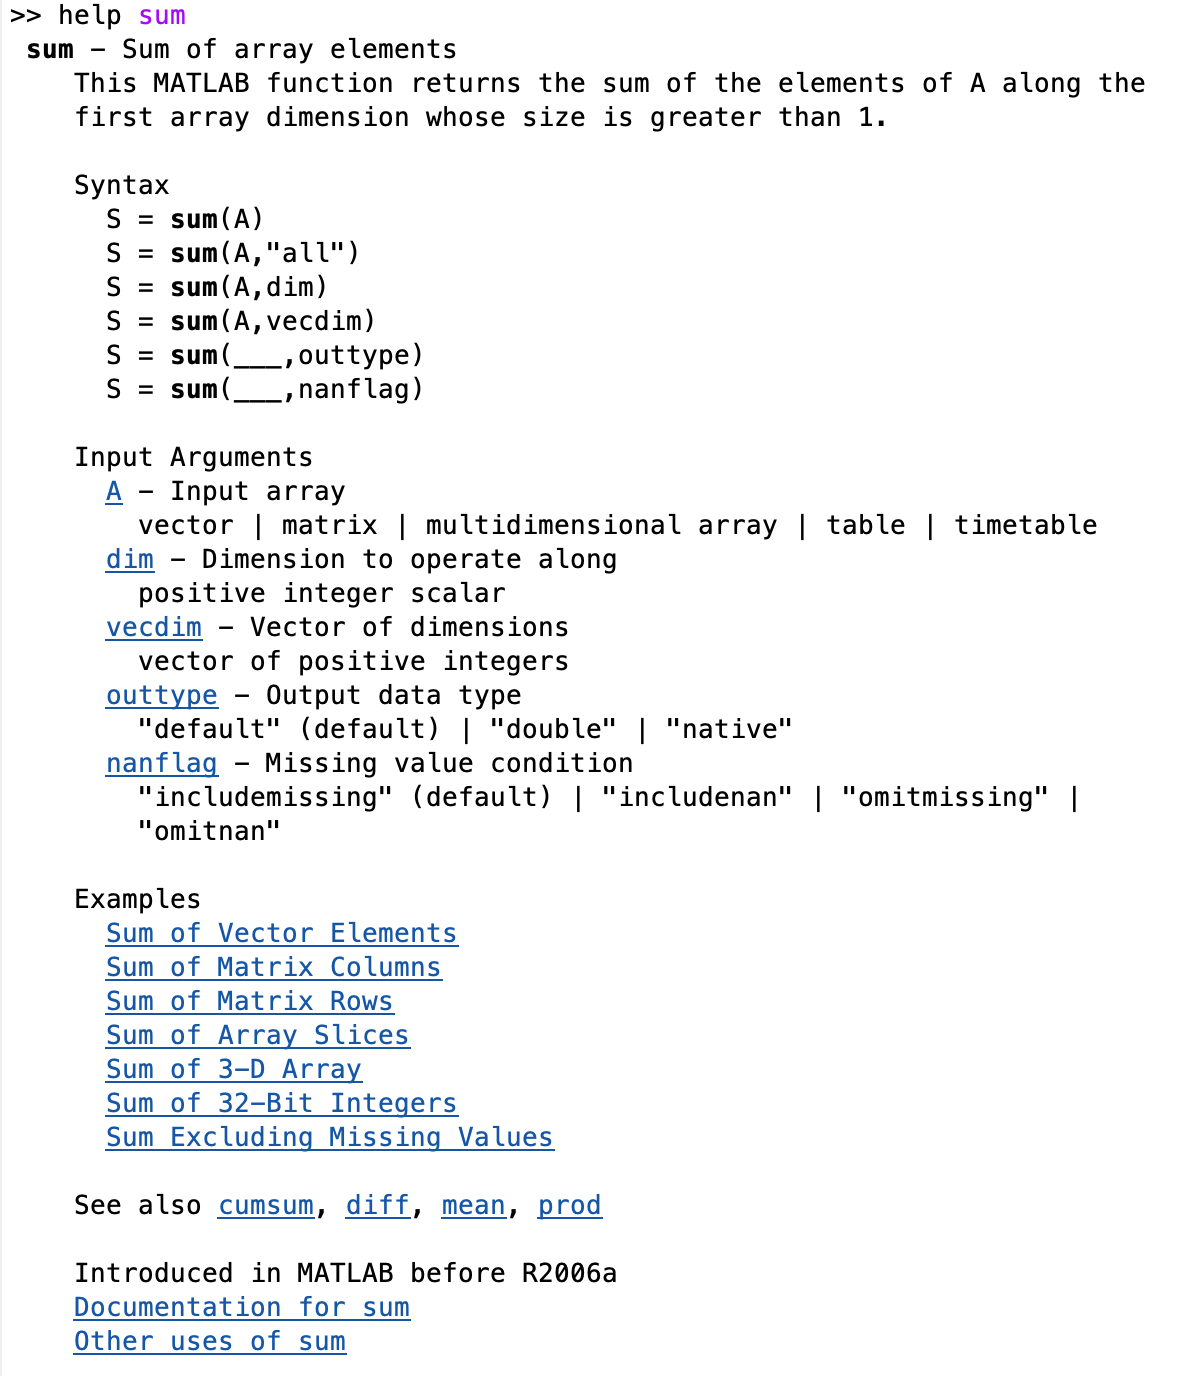 >> help sum
sum – Sum of array elements
This MATLAB function returns the sum of the elements of A along the
first array dimension whose size is greater than 1.
Syntax
S = sum(A)
S = sum(A,"all")
S = sum(A,dim)
S = sum(A,vecdim)
S = sum(___,outtype)
S = sum(___,nanflag)
Input Arguments
A – Input array
vector | matrix | multidimensional array | table | timetable
dim – Dimension to operate along
positive integer scalar
vecdim – Vector of dimensions
vector of positive integers
outtype – Output data type
"default" (default) | "double" | "native"
nanflag – Missing value condition
"includemissing" (default) | "includenan" | "omitmissing" |
"omitnan"
Examples
Sum of Vector Elements
Sum of Matrix Columns
Sum of Matrix Rows
Sum of Array Slices
Sum of 3–D Array
Sum of 32–Bit Integers
Sum Excluding Missing Values
See also cumsum, diff, mean, prod
Introduced in MATLAB before R2006a
Documentation for sum
Other uses of sum